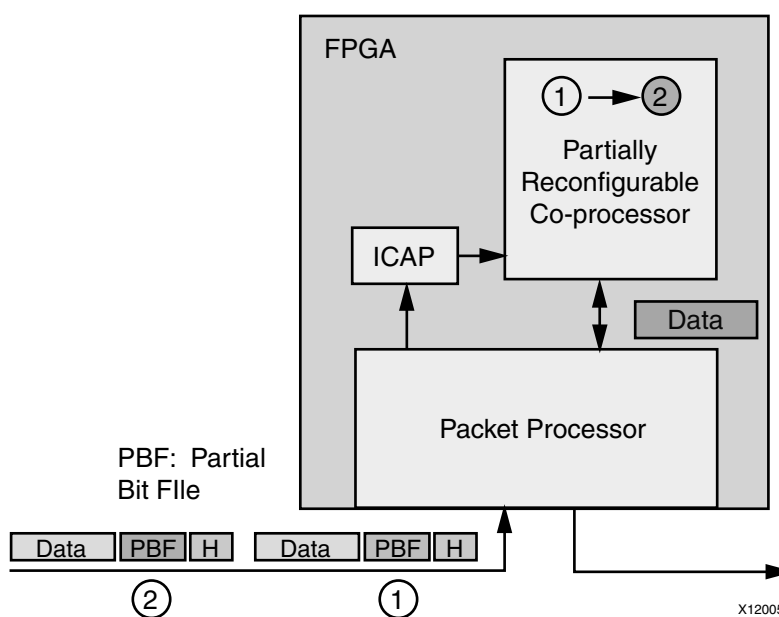 FPGA
1 2
Partially
Reconfigurable
Co-processor
ICAP
Data
Packet Processor
PBF: Partial
Bit FIle
Data PBF H Data PBF H
2 1
X12005